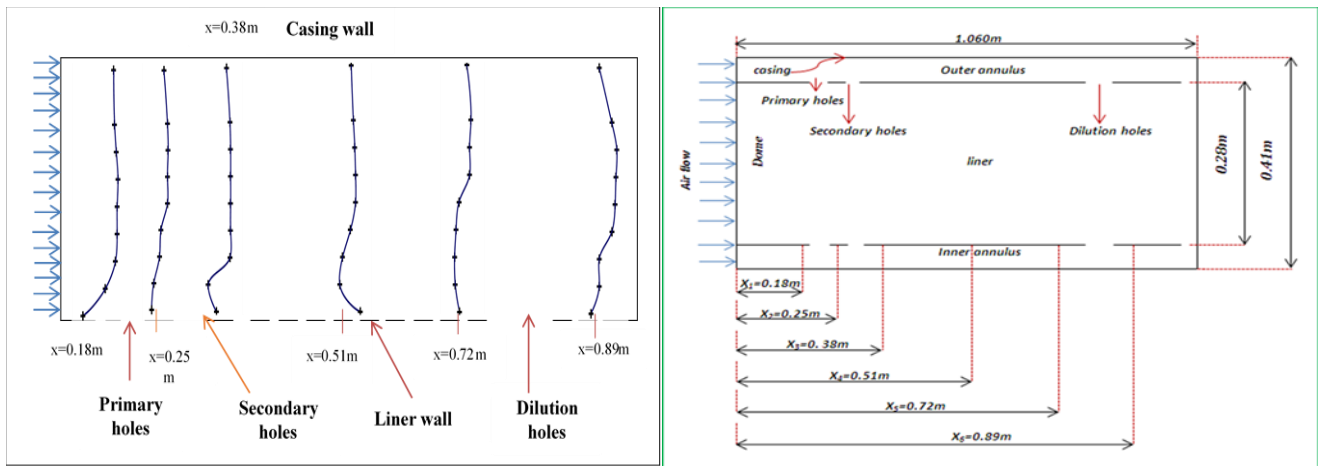 x=0.38m
Casing wall
x=0.18m
x=0.25
m
x=0.51m
x=0.72m
x=0.89m
Primary
holes
Secondary
holes
Liner wall
Dilution
holes
1.060m
casing
Outer annulus
Primary holes
Secondary holes
Dilution holes
Air flow
Dome
liner
0.28m
0.41m
Inner annulus
X₁=0.18m
X₂=0.25m
X₃=0. 38m
X₄=0.51m
X₅=0.72m
X₆=0.89m